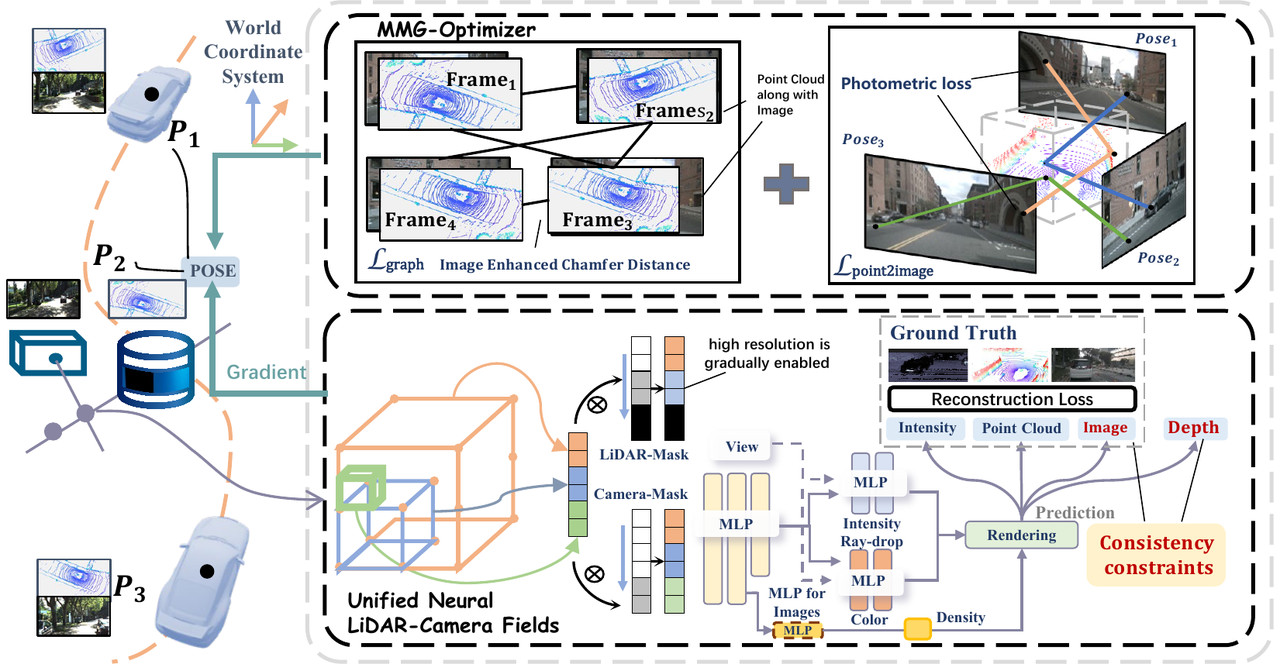 World
Coordinate
System
P1
P2
POSE
Gradient
P3
MMG-Optimizer
Frame1
Frames2
Frame4
Frame3
Point Cloud
along with
Image
ℒgraph
Image Enhanced Chamfer Distance
Photometric loss
Pose1
Pose3
Pose2
ℒpoint2image
high resolution is
gradually enabled
LiDAR-Mask
Camera-Mask
Unified Neural
LiDAR-Camera Fields
View
MLP
MLP
Intensity
Ray-drop
MLP
Color
MLP for
Images
MLP
Density
Ground Truth
Reconstruction Loss
Intensity
Point Cloud
Image
Depth
Prediction
Rendering
Consistency
constraints